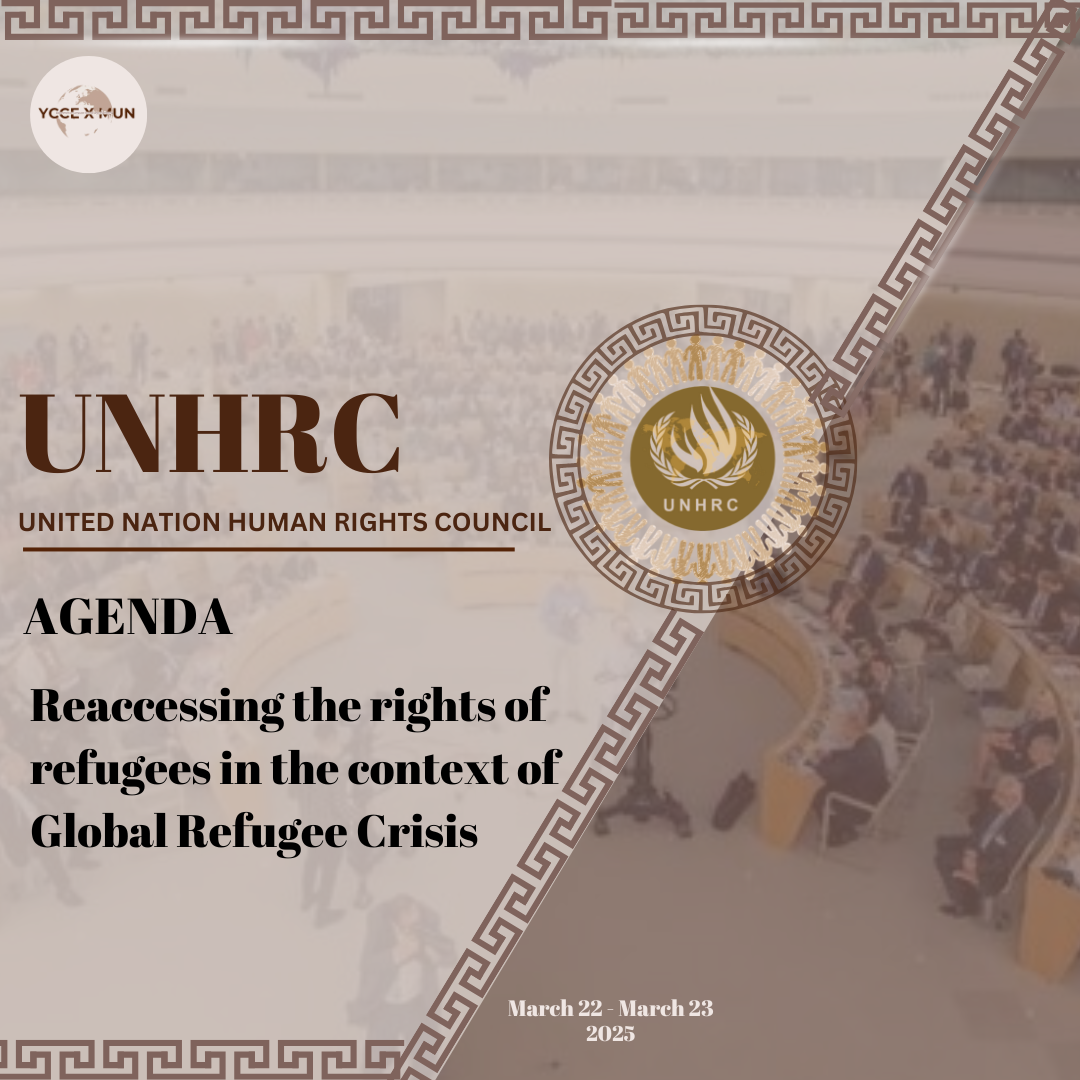 YCCE X MUN
UNHRC
UNITED NATION HUMAN RIGHTS COUNCIL
UNHRC
AGENDA
Reaccessing the rights of
refugees in the context of
Global Refugee Crisis
March 22 - March 23
2025